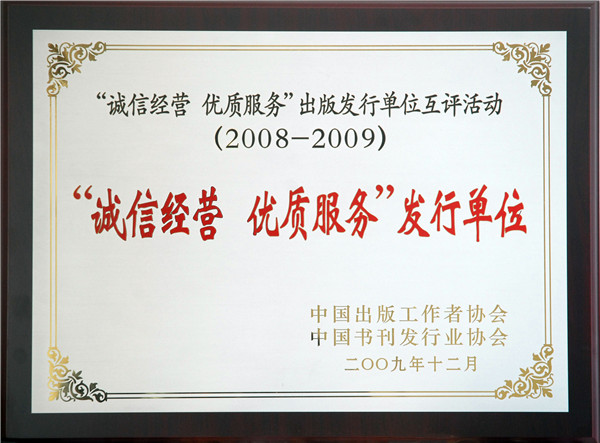 “诚信经营 优质服务”出版发行单位互评活动
(2008-2009)
“诚信经营 优质服务”发行单位
中国出版工作者协会
中国书刊发行业协会
二〇〇九年十二月